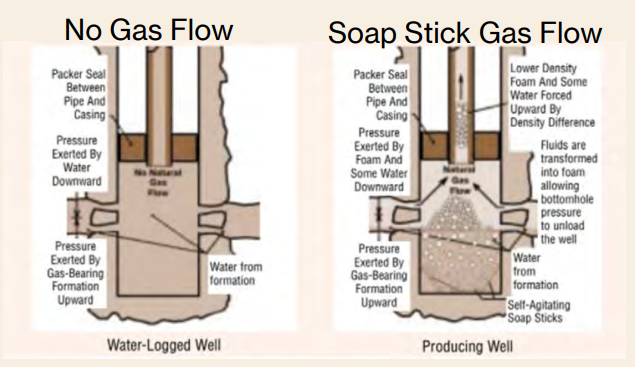 No Gas Flow
Packer Seal
Between
Pipe And
Casing
Pressure
Exerted By
Water
Downward
No Natural
Gas
Flow
Pressure
Exerted By
Gas-Bearing
Formation
Upward
Water from
formation
Water-Logged Well
Soap Stick Gas Flow
Packer Seal
Between
Pipe And
Casing
Pressure
Exerted By
Foam And
Some Water
Downward
Natural
Gas
Flow
Pressure
Exerted By
Gas-Bearing
Formation
Upward
Lower Density
Foam And Some
Water Forced
Upward By
Density Difference
Fluids are
transformed
into foam
allowing
bottomhole
pressure
to unload
the well
Water
from
formation
Self-Agitating
Soap Sticks
Producing Well